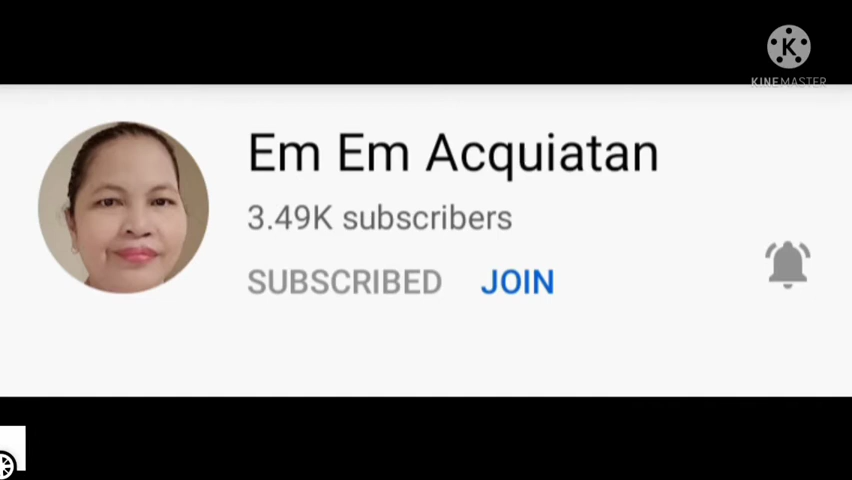 K
KINEMASTER
Em Em Acquiatan
3.49K subscribers
SUBSCRIBED JOIN